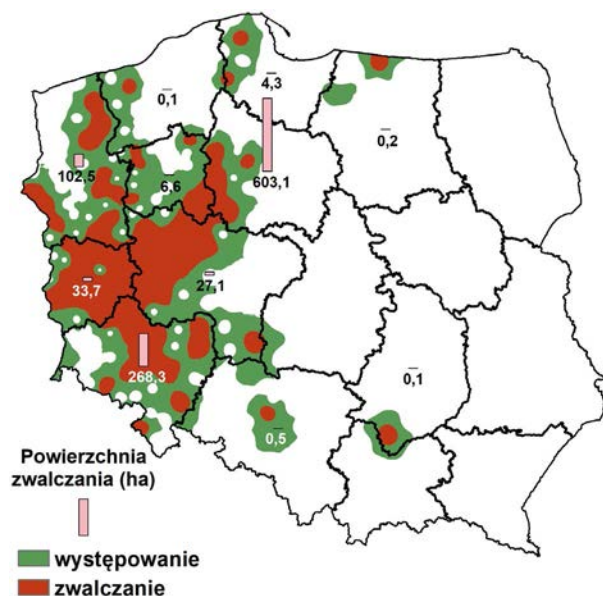 4,3
0,1
0,2
102,5
6,6
603,1
33,7
27,1
268,3
0,1
0,5
Powierzchnia
zwalczania (ha)
występowanie
zwalczanie